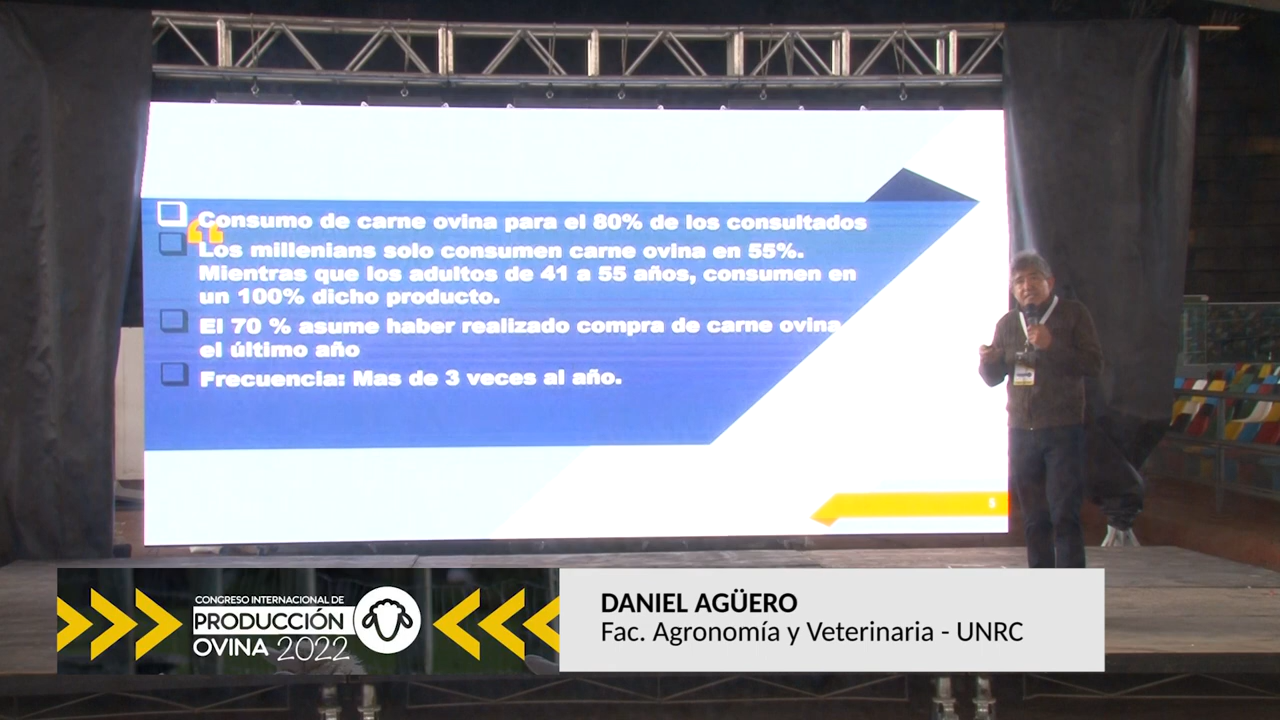 Consumo de carne ovina para el 80% de los consultados
Los millenians solo consumen carne ovina en 55%.
Mientras que los adultos de 41 a 55 años, consumen en
un 100% dicho producto.
El 70 % asume haber realizado compra de carne ovina
el último año
Frecuencia: Mas de 3 veces al año.
CONGRESO INTERNACIONAL DE
PRODUCCIÓN
OVINA 2022
DANIEL AGÜERO
Fac. Agronomía y Veterinaria - UNRC